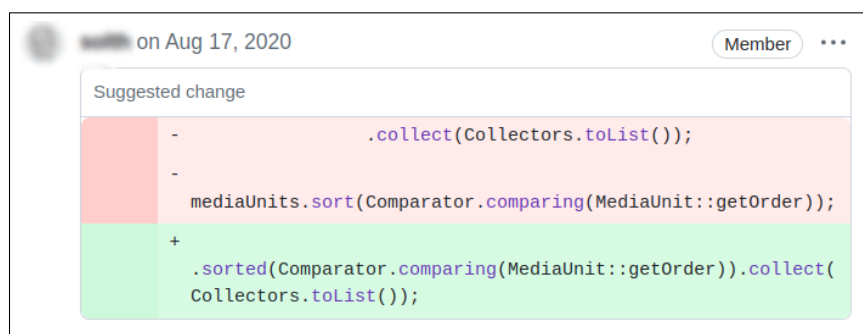 on Aug 17, 2020
Member
Suggested change
- .collect(Collectors.toList());
-
mediaUnits.sort(Comparator.comparing(MediaUnit::getOrder));
+
.sorted(Comparator.comparing(MediaUnit::getOrder)).collect(
Collectors.toList());